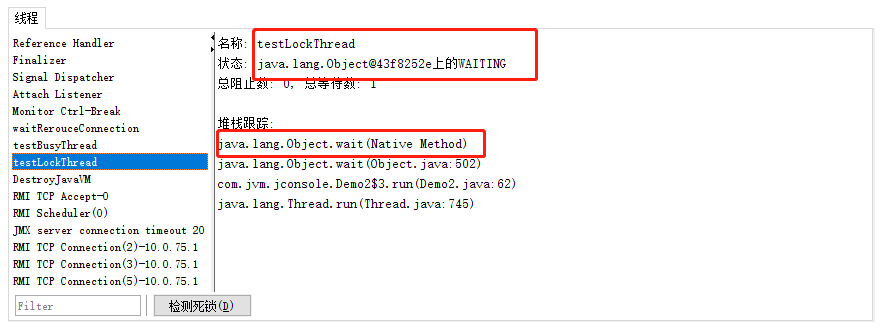 线程
Reference Handler
Finalizer
Signal Dispatcher
Attach Listener
Monitor Ctrl-Break
waitRerouceConnection
testBusyThread
testLockThread
DestroyJavaVM
RMI TCP Accept-0
RMI Scheduler(0)
JMX server connection timeout 20
RMI TCP Connection(2)-10.0.75.1
RMI TCP Connection(3)-10.0.75.1
RMI TCP Connection(5)-10.0.75.1
名称: testLockThread
状态: java.lang.Object@43f8252e上的WAITING
总阻止数: 0, 总等待数: 1
堆栈跟踪:
java.lang.Object.wait(Native Method)
java.lang.Object.wait(Object.java:502)
com.jvm.jconsole.Demo2$3.run(Demo2.java:62)
java.lang.Thread.run(Thread.java:745)
Filter
检测死锁(D)